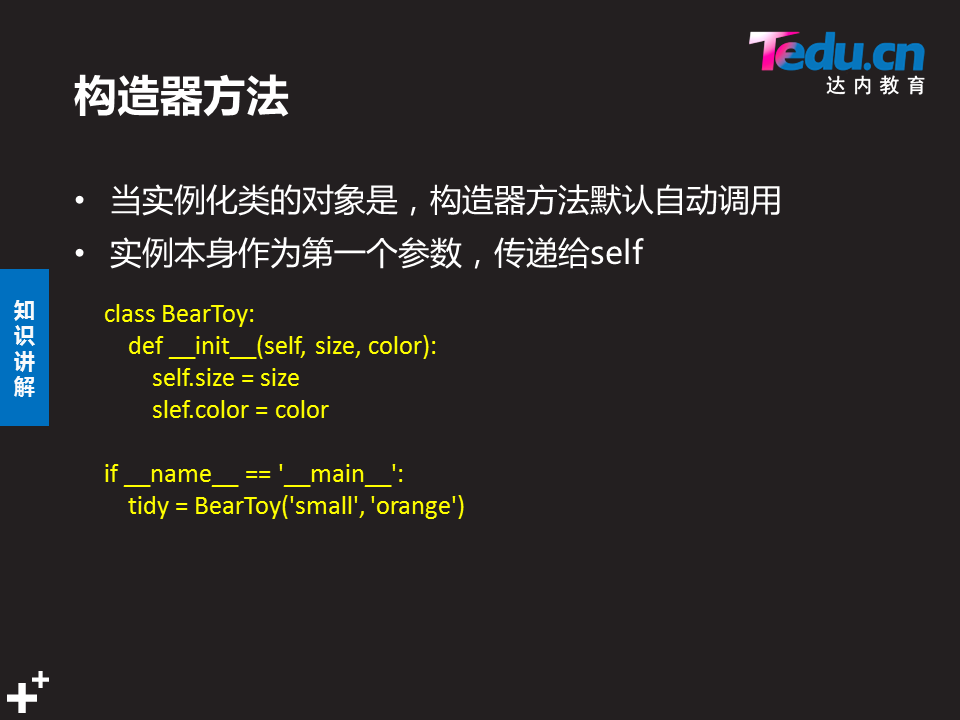 Tedu.cn
达内教育
构造器方法
• 当实例化类的对象是，构造器方法默认自动调用
• 实例本身作为第一个参数，传递给self
知
识
讲
解
class BearToy:
    def __init__(self, size, color):
        self.size = size
        slef.color = color
if __name__ == '__main__':
    tidy = BearToy('small', 'orange')